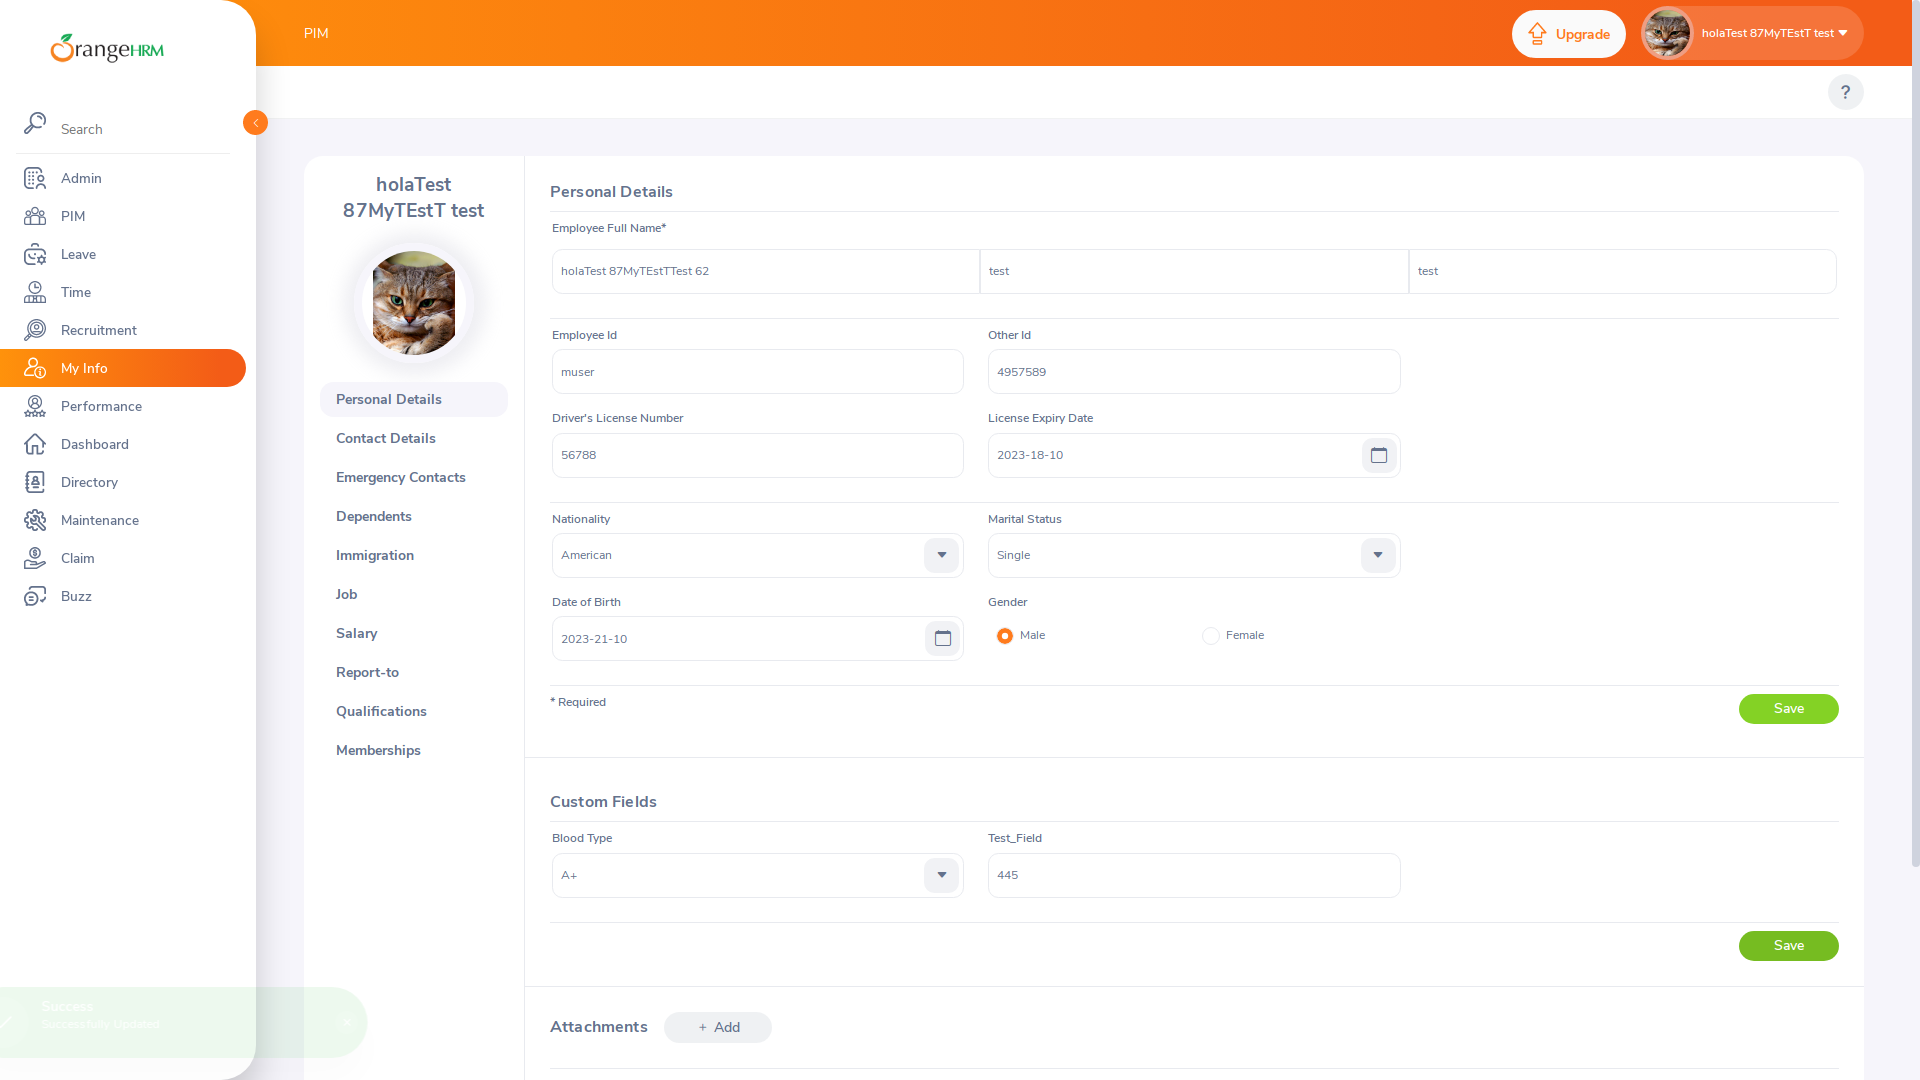 OrangeHRM
PIM
Upgrade
holaTest 87MyTEstT test
?
Search
Admin
PIM
Leave
Time
Recruitment
My Info
Performance
Dashboard
Directory
Maintenance
Claim
Buzz
holaTest
87MyTEstT test
Personal Details
Contact Details
Emergency Contacts
Dependents
Immigration
Job
Salary
Report-to
Qualifications
Memberships
Personal Details
Employee Full Name*
holaTest 87MyTEstTTest 62
test
test
Employee Id
Other Id
muser
4957589
Driver's License Number
License Expiry Date
56788
2023-18-10
Nationality
Marital Status
American
Single
Date of Birth
Gender
2023-21-10
Male
Female
* Required
Save
Custom Fields
Blood Type
Test_Field
A+
445
Save
Attachments
+ Add
Success
Successfully Updated